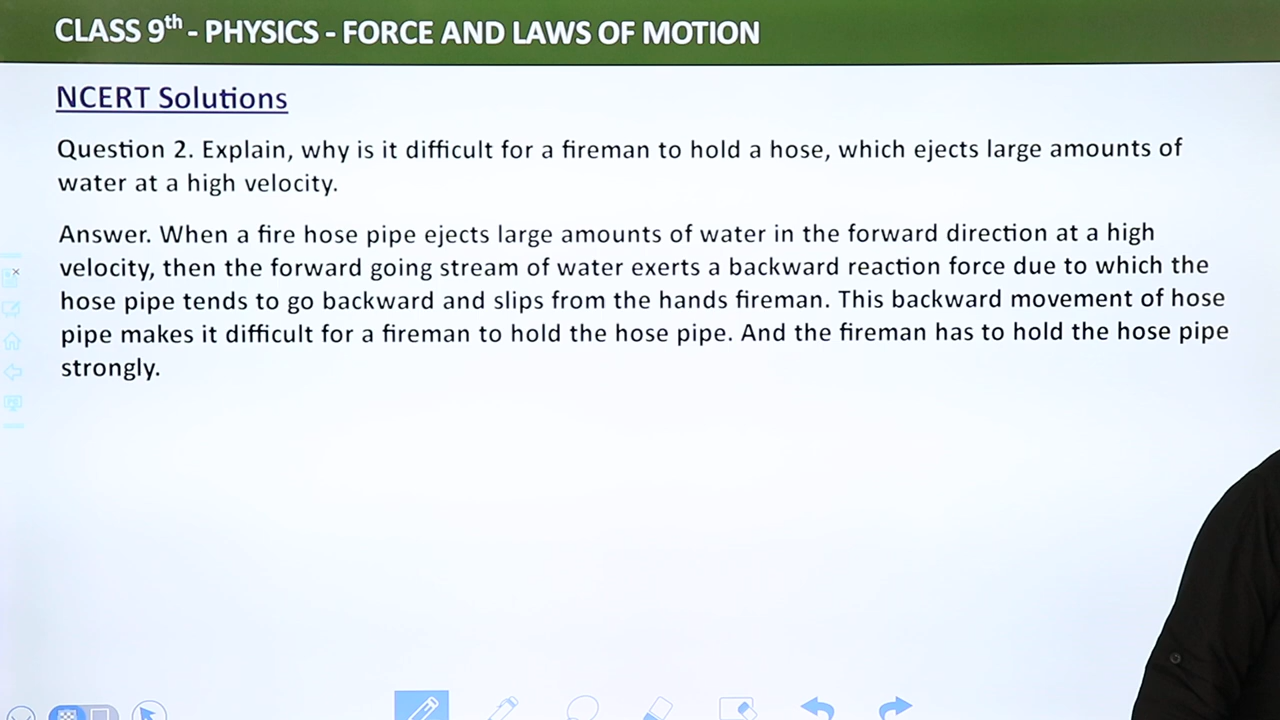 CLASS 9th - PHYSICS - FORCE AND LAWS OF MOTION
NCERT Solutions
Question 2. Explain, why is it difficult for a fireman to hold a hose, which ejects large amounts of
water at a high velocity.
Answer. When a fire hose pipe ejects large amounts of water in the forward direction at a high
velocity, then the forward going stream of water exerts a backward reaction force due to which the
hose pipe tends to go backward and slips from the hands fireman. This backward movement of hose
pipe makes it difficult for a fireman to hold the hose pipe. And the fireman has to hold the hose pipe
strongly.